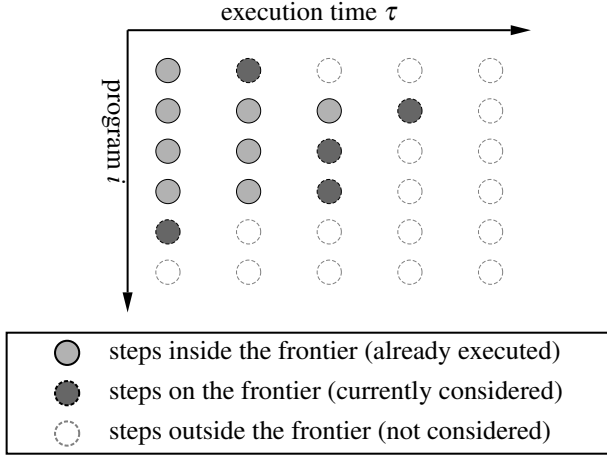 execution time τ
program i
steps inside the frontier (already executed)
steps on the frontier (currently considered)
steps outside the frontier (not considered)